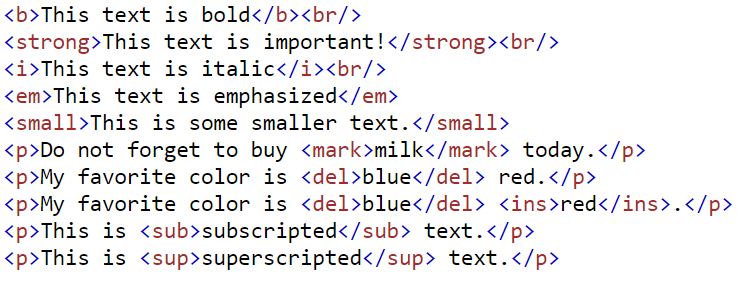 <b>This text is bold</b><br/>
<strong>This text is important!</strong><br/>
<i>This text is italic</i><br/>
<em>This text is emphasized</em>
<small>This is some smaller text.</small>
<p>Do not forget to buy <mark>milk</mark> today.</p>
<p>My favorite color is <del>blue</del> red.</p>
<p>My favorite color is <del>blue</del> <ins>red</ins>.</p>
<p>This is <sub>subscripted</sub> text.</p>
<p>This is <sup>superscripted</sup> text.</p>